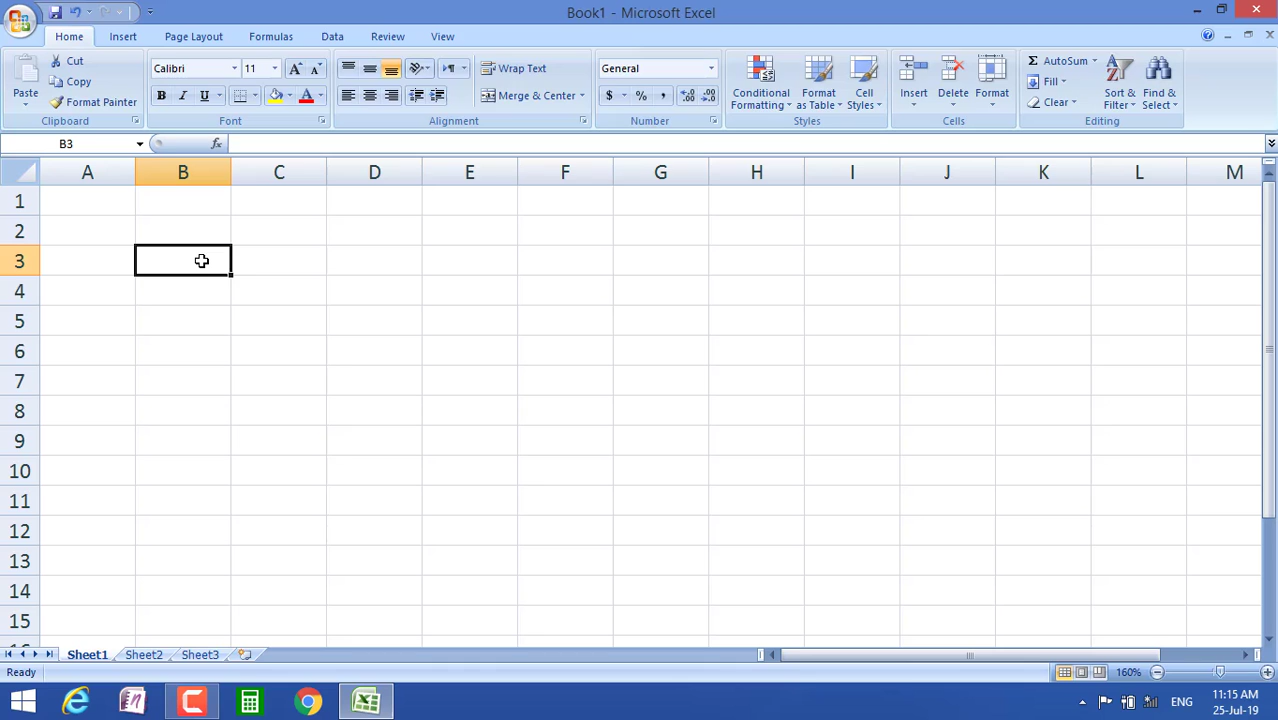 Book1 - Microsoft Excel
Home Insert Page Layout Formulas Data Review View
Paste Cut Copy Format Painter
Calibri 11 A A
B I U A
Wrap Text
Merge & Center
General
$ % , .0 .00 .00 .0
Conditional Formatting Format as Table Cell Styles
Insert Delete Format
Σ AutoSum
Fill
Clear
Sort & Filter Find & Select
Clipboard Font Alignment Number Styles Cells Editing
B3 fx
A B C D E F G H I J K L M
1
2
3
4
5
6
7
8
9
10
11
12
13
14
15
Sheet1 Sheet2 Sheet3
Ready 160%
ENG 11:15 AM
25-Jul-19